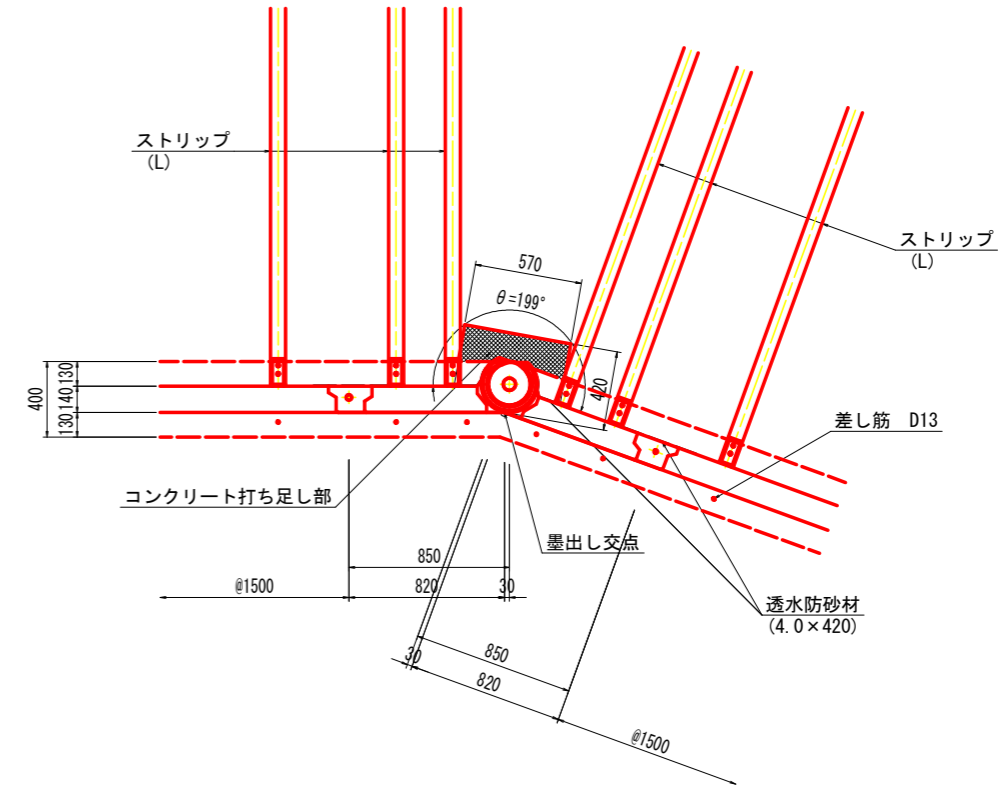 ストリップ
(L)
ストリップ
(L)
570
θ=199°
420
400
130
140
130
差し筋 D13
コンクリート打ち足し部
墨出し交点
850
@1500
820
30
透水防砂材
(4.0×420)
30
850
820
@1500